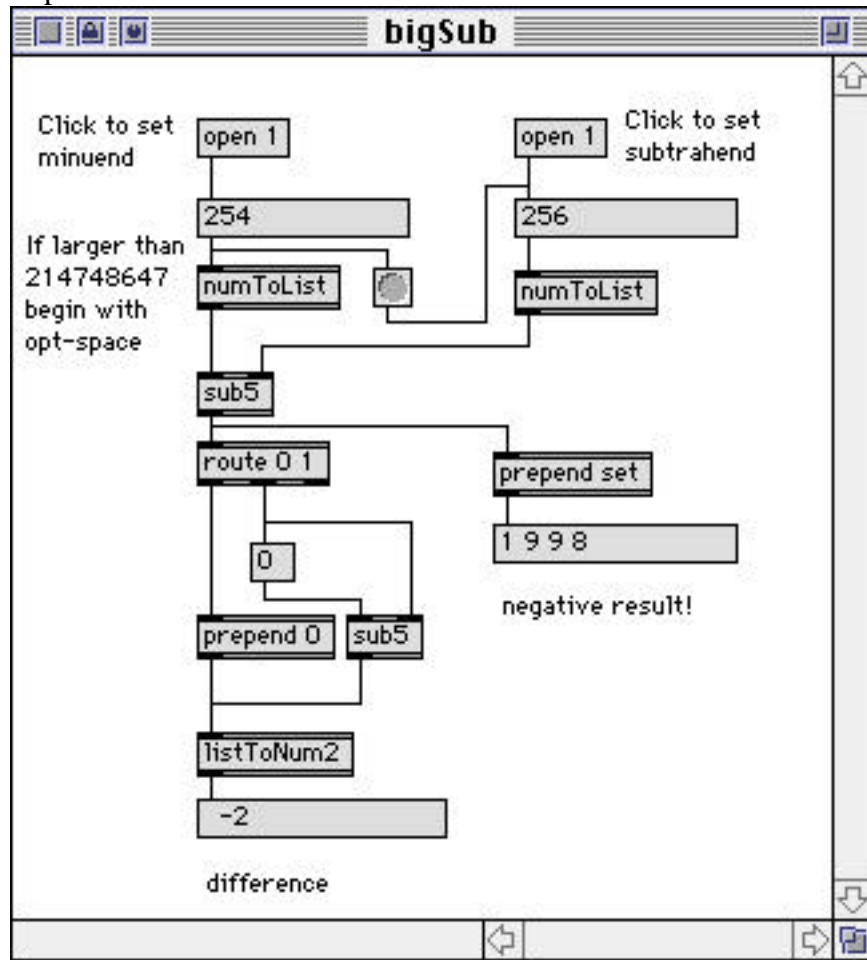 bigSub
Click to set
minuend
open 1
open 1
Click to set
subtrahend
254
256
If larger than
214748647
begin with
opt-space
numToList
numToList
sub5
route 0 1
prepend set
1 9 9 8
0
negative result!
prepend 0
sub5
listToNum2
-2
difference